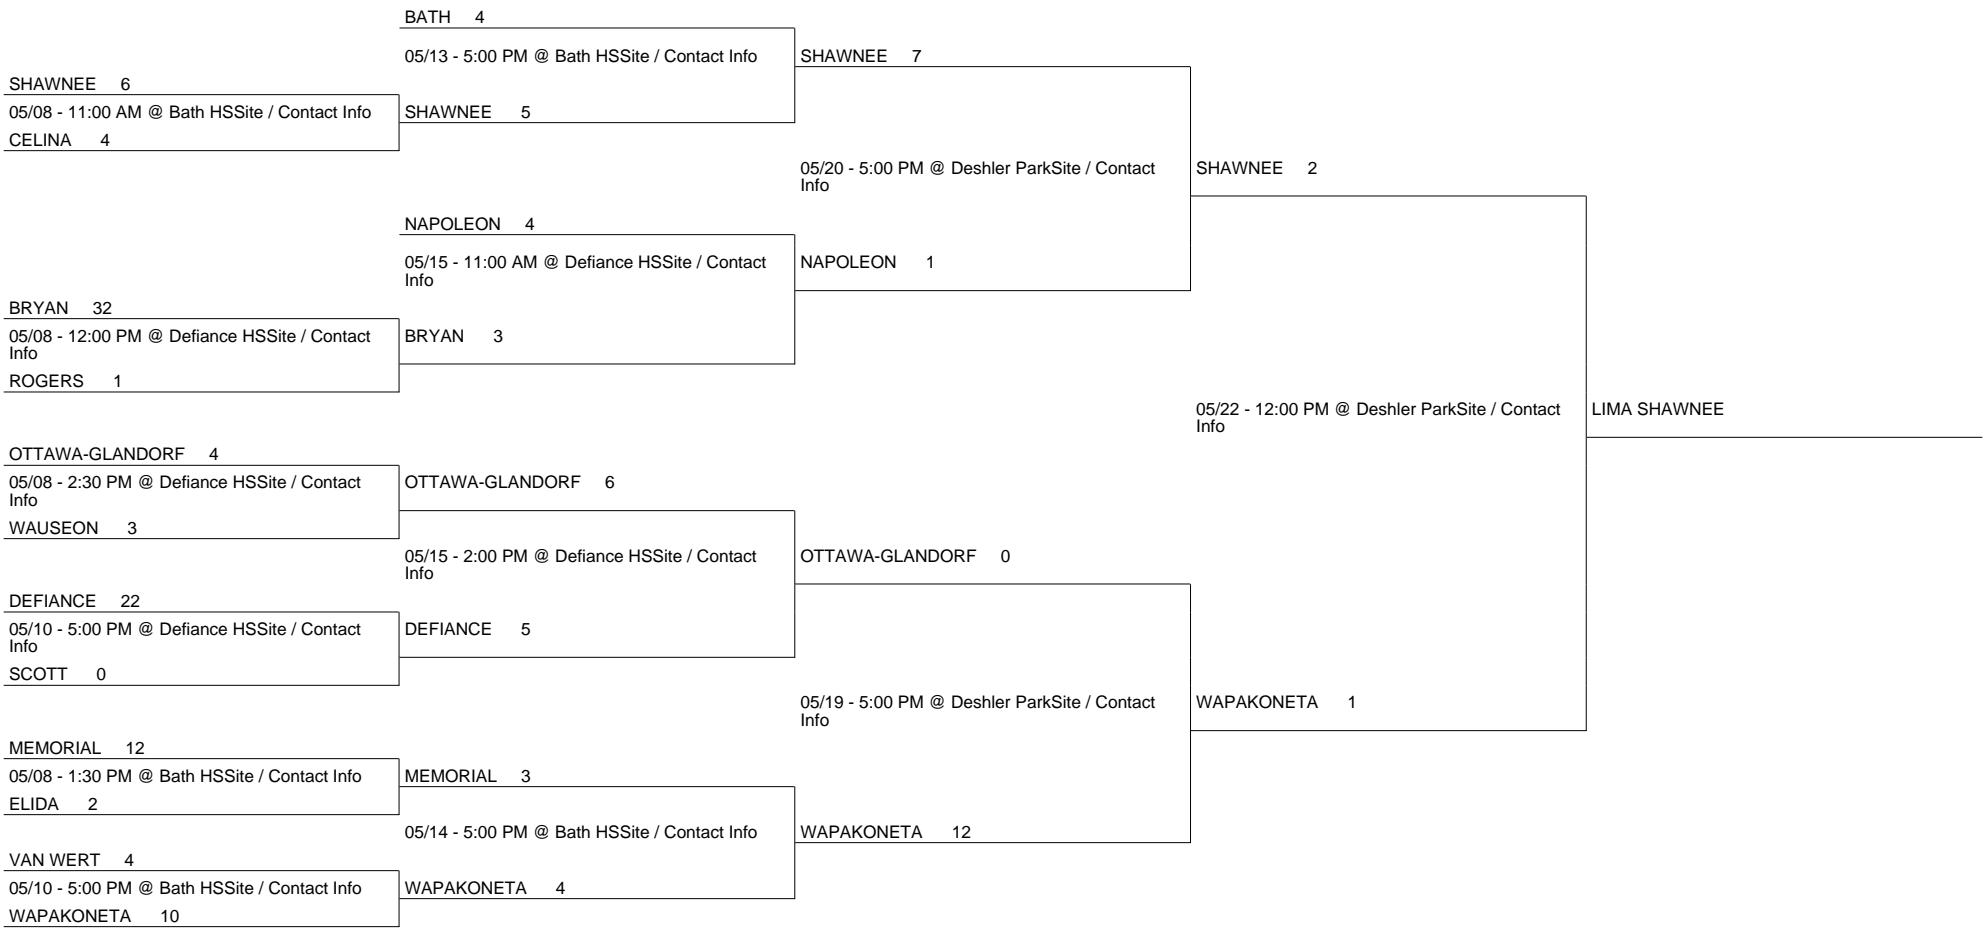 BATH 4
05/13 - 5:00 PM @ Bath HSSite / Contact Info
SHAWNEE 7
SHAWNEE 6
05/08 - 11:00 AM @ Bath HSSite / Contact Info
SHAWNEE 5
CELINA 4
05/20 - 5:00 PM @ Deshler ParkSite / Contact
Info
SHAWNEE 2
NAPOLEON 4
05/15 - 11:00 AM @ Defiance HSSite / Contact
Info
NAPOLEON 1
BRYAN 32
05/08 - 12:00 PM @ Defiance HSSite / Contact
Info
BRYAN 3
ROGERS 1
05/22 - 12:00 PM @ Deshler ParkSite / Contact
Info
LIMA SHAWNEE
OTTAWA-GLANDORF 4
05/08 - 2:30 PM @ Defiance HSSite / Contact
Info
OTTAWA-GLANDORF 6
WAUSEON 3
05/15 - 2:00 PM @ Defiance HSSite / Contact
Info
OTTAWA-GLANDORF 0
DEFIANCE 22
05/10 - 5:00 PM @ Defiance HSSite / Contact
Info
DEFIANCE 5
SCOTT 0
05/19 - 5:00 PM @ Deshler ParkSite / Contact
Info
WAPAKONETA 1
MEMORIAL 12
05/08 - 1:30 PM @ Bath HSSite / Contact Info
MEMORIAL 3
ELIDA 2
05/14 - 5:00 PM @ Bath HSSite / Contact Info
WAPAKONETA 12
VAN WERT 4
05/10 - 5:00 PM @ Bath HSSite / Contact Info
WAPAKONETA 4
WAPAKONETA 10